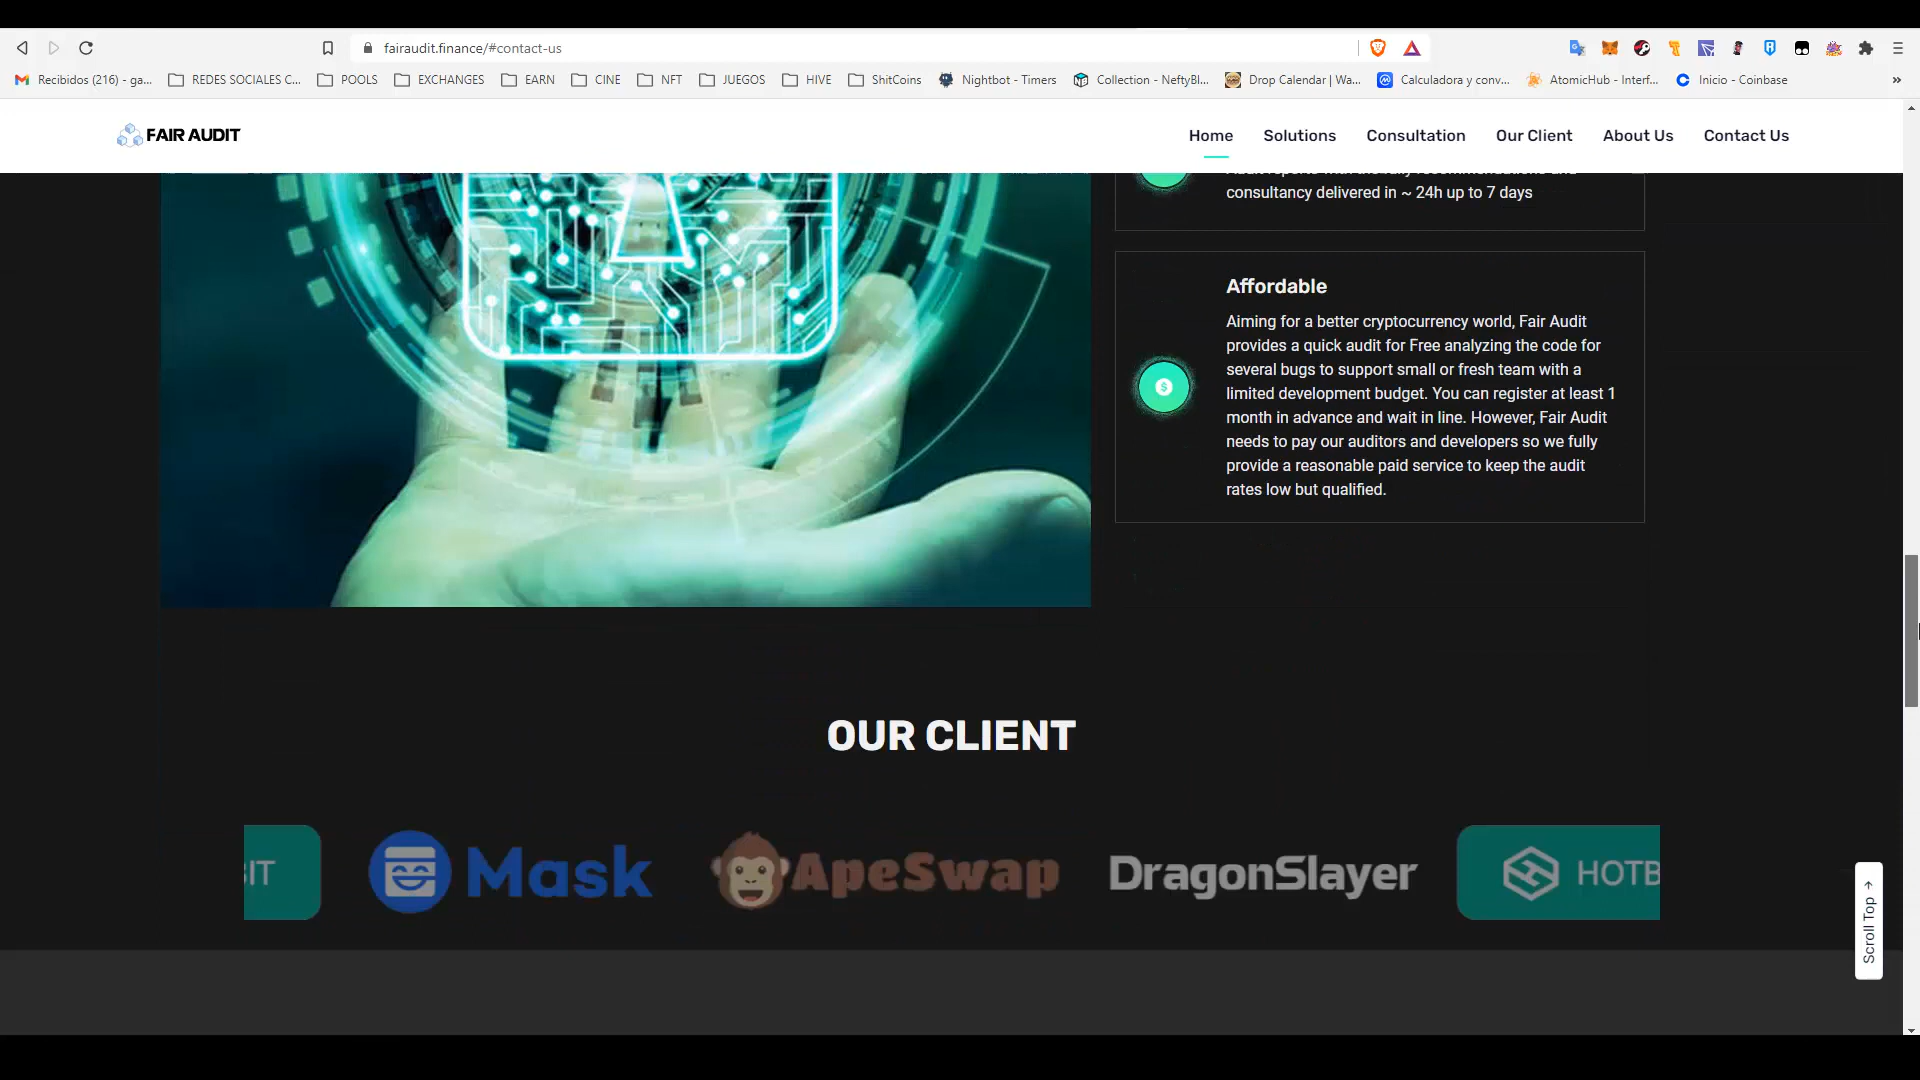 fairaudit.finance/#contact-us
Recibidos (216) - ga...
REDES SOCIALES C...
POOLS
EXCHANGES
EARN
CINE
NFT
JUEGOS
HIVE
ShitCoins
Nightbot - Timers
Collection - NeftyBl...
Drop Calendar | Wa...
Calculadora y conv...
AtomicHub - Interf...
Inicio - Coinbase
»
FAIR AUDIT
Home
Solutions
Consultation
Our Client
About Us
Contact Us
consultancy delivered in ~ 24h up to 7 days
Affordable
Aiming for a better cryptocurrency world, Fair Audit
provides a quick audit for Free analyzing the code for
several bugs to support small or fresh team with a
limited development budget. You can register at least 1
month in advance and wait in line. However, Fair Audit
needs to pay our auditors and developers so we fully
provide a reasonable paid service to keep the audit
rates low but qualified.
OUR CLIENT
IT
Mask
ApeSwap
DragonSlayer
HOTB
Scroll Top →